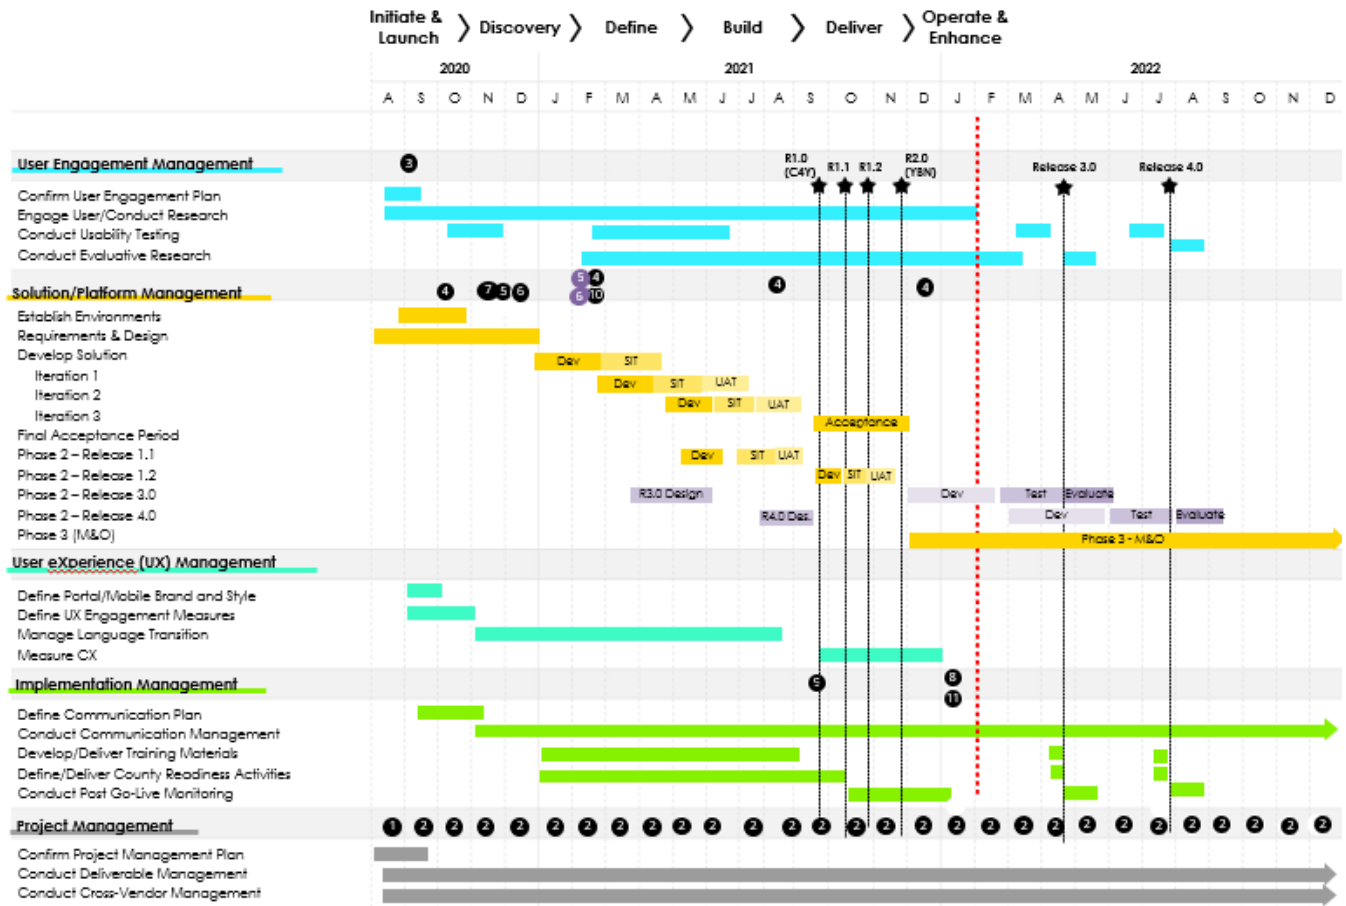 Initiate & Launch > Discovery > Define > Build > Deliver > Operate & Enhance
2020 2021 2022
A S O N D J F M A M J J A S O N D J F M A M J J A S O N D
User Engagement Management
3
R1.0 (C4Y) R1.1 R1.2 R2.0 (YBN) Release 3.0 Release 4.0
Confirm User Engagement Plan
Engage User/Conduct Research
Conduct Usability Testing
Conduct Evaluative Research
Solution/Platform Management
4 7 5 6 5 4 6 10 4 4
Establish Environments
Requirements & Design
Develop Solution
Dev SIT
Iteration 1
Dev SIT UAT
Iteration 2
Dev SIT UAT
Iteration 3
Acceptance
Final Acceptance Period
Phase 2 – Release 1.1
Dev SIT UAT
Phase 2 – Release 1.2
Dev SIT UAT
Phase 2 – Release 3.0
R3.0 Design Dev Test Evaluate
Phase 2 – Release 4.0
R4.0 Des. Dev Test Evaluate
Phase 3 (M&O)
Phase 3 - M&O
User eXperience (UX) Management
Define Portal/Mobile Brand and Style
Define UX Engagement Measures
Manage Language Transition
Measure CX
Implementation Management
9 8 11
Define Communication Plan
Conduct Communication Management
Develop/Deliver Training Materials
Define/Deliver County Readiness Activities
Conduct Post Go-Live Monitoring
Project Management
1 2 2 2 2 2 2 2 2 2 2 2 2 2 2 2 2 2 2 2 2 2 2 2 2 2 2 2 2
Confirm Project Management Plan
Conduct Deliverable Management
Conduct Cross-Vendor Management